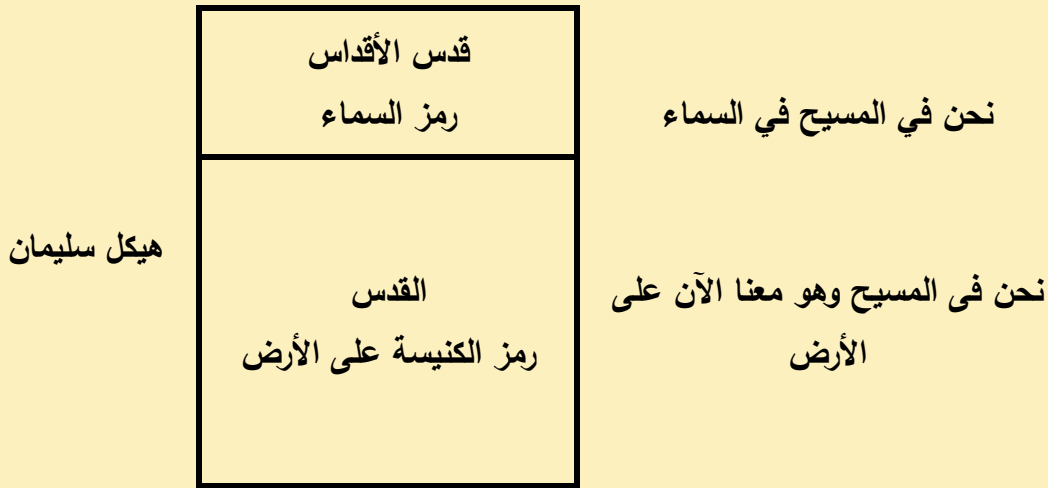 قدس الأقداس
رمز السماء
نحن في المسيح في السماء
هيكل سليمان
القدس
رمز الكنيسة على الأرض
نحن فى المسيح وهو معنا الآن على
الأرض